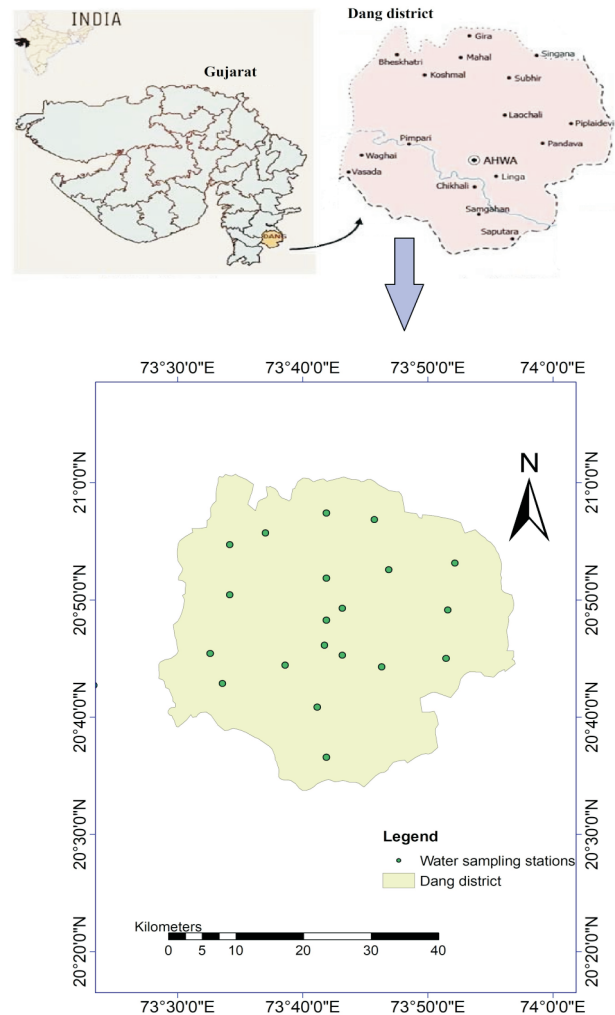 INDIA
Gujarat
DANG
Dang district
Gira
Bheskhatri
Mahal
Singana
Koshmal
Subhir
Laochali
Piplaidevi
Pimpari
Pandava
Waghai
AHWA
Vasada
Linga
Chikhali
Samgahan
Saputara
73°30'0"E 73°40'0"E 73°50'0"E 74°0'0"E
21°0'0"N 21°0'0"N
N
20°50'0"N 20°50'0"N
20°40'0"N 20°40'0"N
20°30'0"N 20°30'0"N
Legend
Water sampling stations
Dang district
Kilometers
0 2 5 10 20 30 40
20°20'0"N 20°20'0"N
73°30'0"E 73°40'0"E 73°50'0"E 74°0'0"E